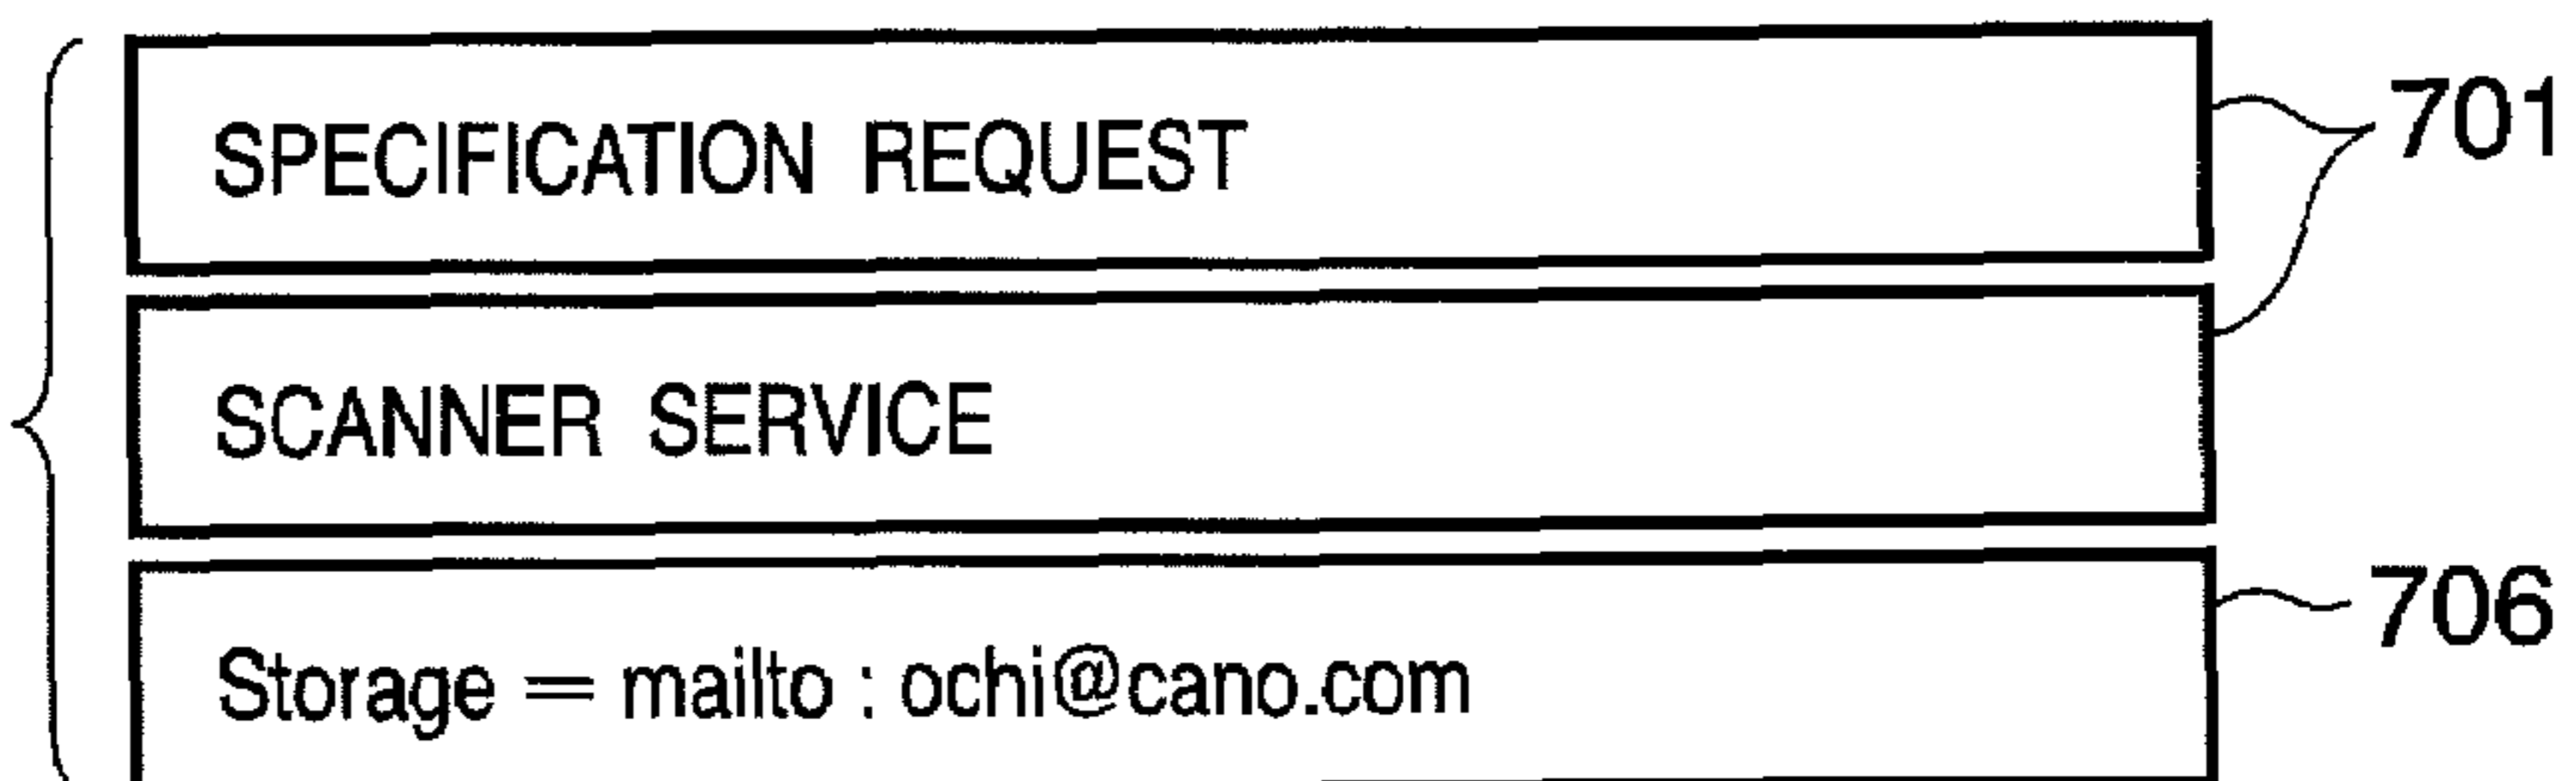 SPECIFICATION REQUEST
701
SCANNER SERVICE
706
Storage = mailto : ochi@cano.com